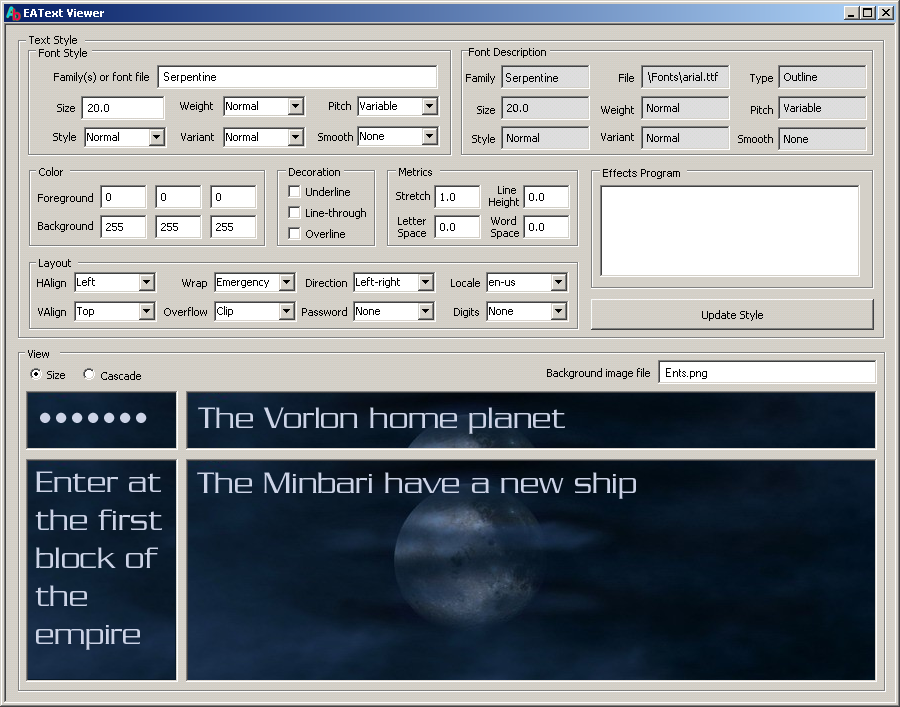 EAText Viewer
Text Style
Font Style
Family(s) or font file Serpentine
Size 20.0 Weight Normal Pitch Variable
Style Normal Variant Normal Smooth None
Font Description
Family Serpentine File \Fonts\arial.ttf Type Outline
Size 20.0 Weight Normal Pitch Variable
Style Normal Variant Normal Smooth None
Color
Foreground 0 0 0
Background 255 255 255
Decoration
Underline
Line-through
Overline
Metrics
Stretch 1.0 Line Height 0.0
Letter Space 0.0 Word Space 0.0
Effects Program
Layout
HAlign Left Wrap Emergency Direction Left-right Locale en-us
VAlign Top Overflow Clip Password None Digits None
Update Style
View
Size Cascade Background image file Ents.png
●●●●●●●
The Vorlon home planet
Enter at
the first
block of
the
empire
The Minbari have a new ship